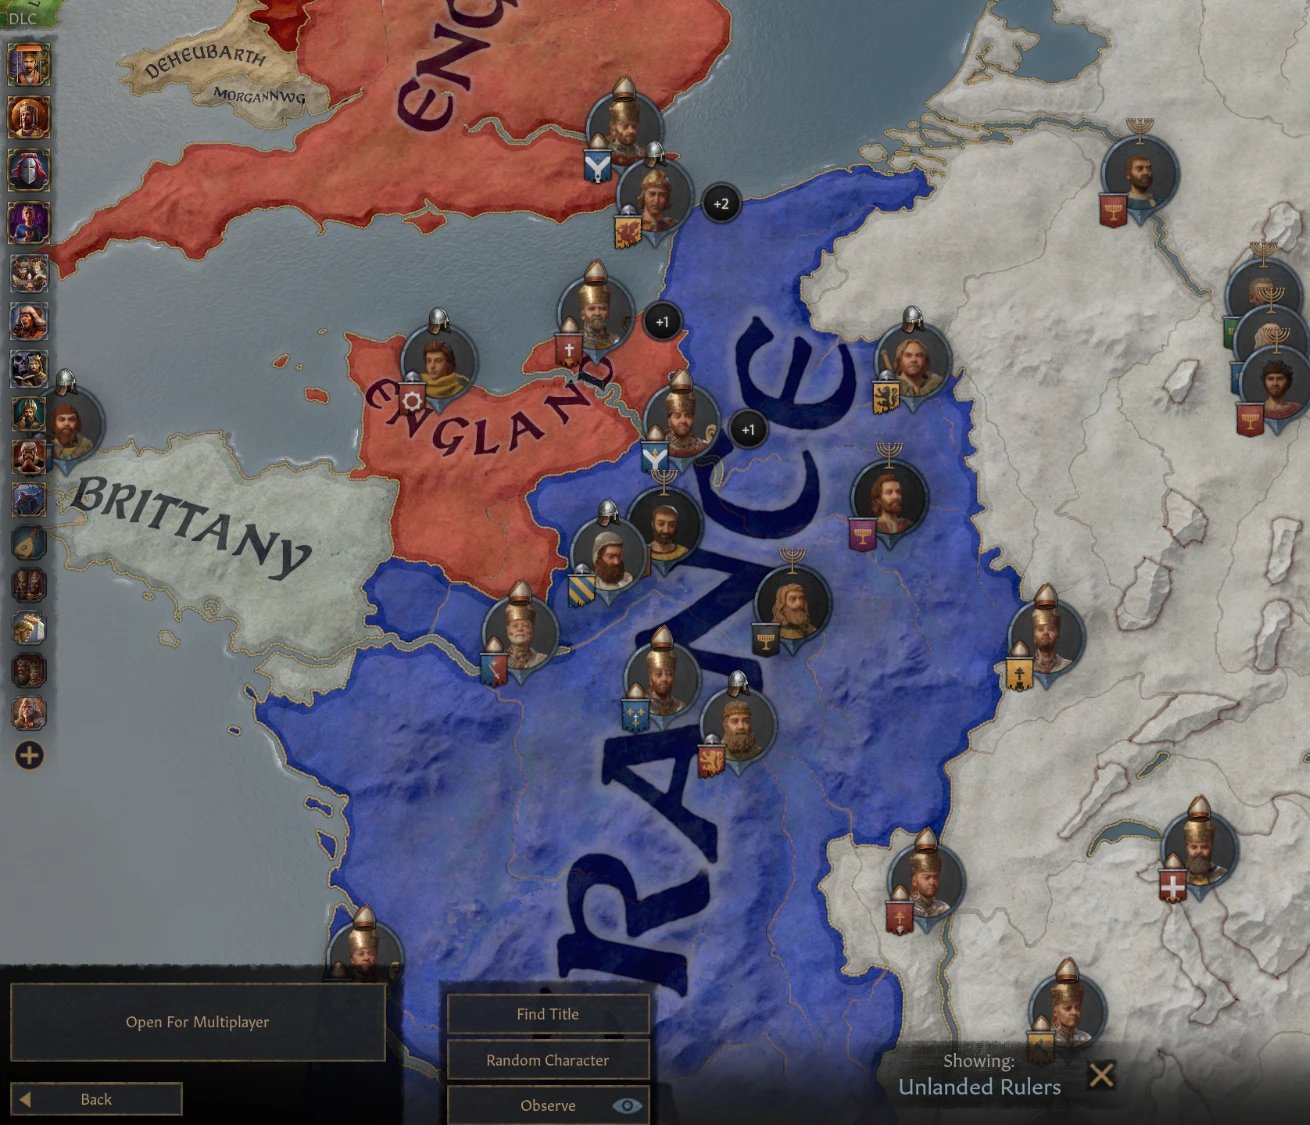 DLC
DEHEUBARTH
MORGANNWG
ENG
+2
+1
ENGLAND
+1
BRITTANY
RANCE
Open For Multiplayer
Back
Find Title
Random Character
Observe
Showing:
Unlanded Rulers